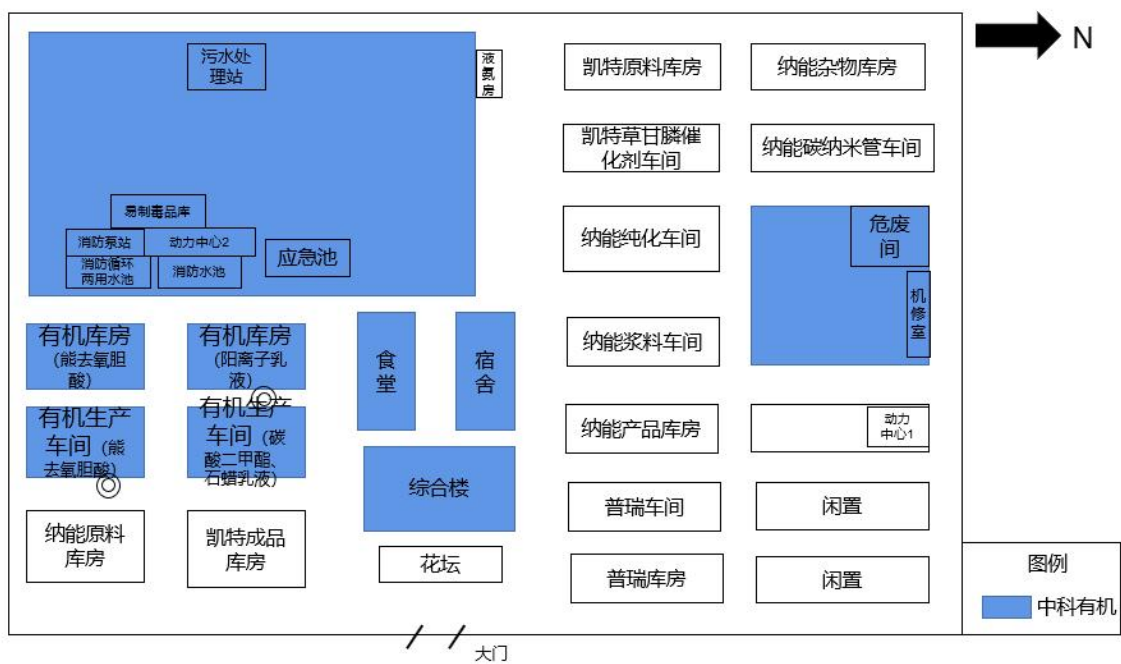 N
污水处
理站
液
氨
房
凯特原料库房
纳能杂物库房
凯特草甘膦催
化剂车间
纳能碳纳米管车间
易制毒品库
消防泵站
动力中心2
消防循环
两用水池
消防水池
应急池
纳能纯化车间
危废
间
机
修
室
有机库房
（熊去氧胆
酸）
有机库房
（阳离子乳
液）
食
堂
宿
舍
纳能浆料车间
有机生产
车间（熊
去氧胆酸）
有机生产
车间（碳
酸二甲酯、
石蜡乳液）
纳能产品库房
动力
中心1
综合楼
普瑞车间
闲置
纳能原料
库房
凯特成品
库房
花坛
普瑞库房
闲置
图例
中科有机
大门